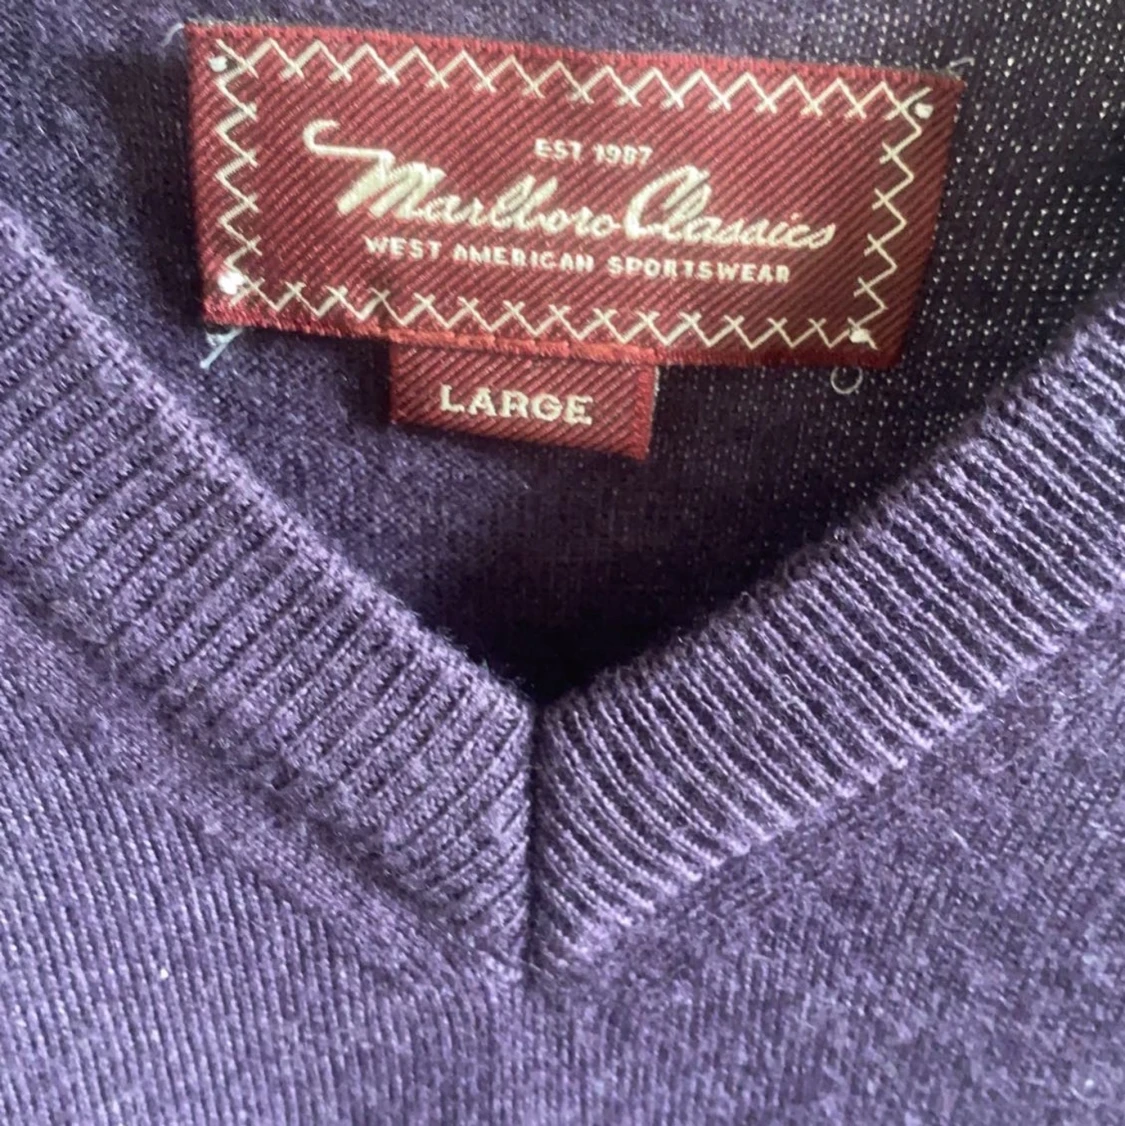 EST 1987
Marlboro Classics
WEST AMERICAN SPORTSWEAR
LARGE